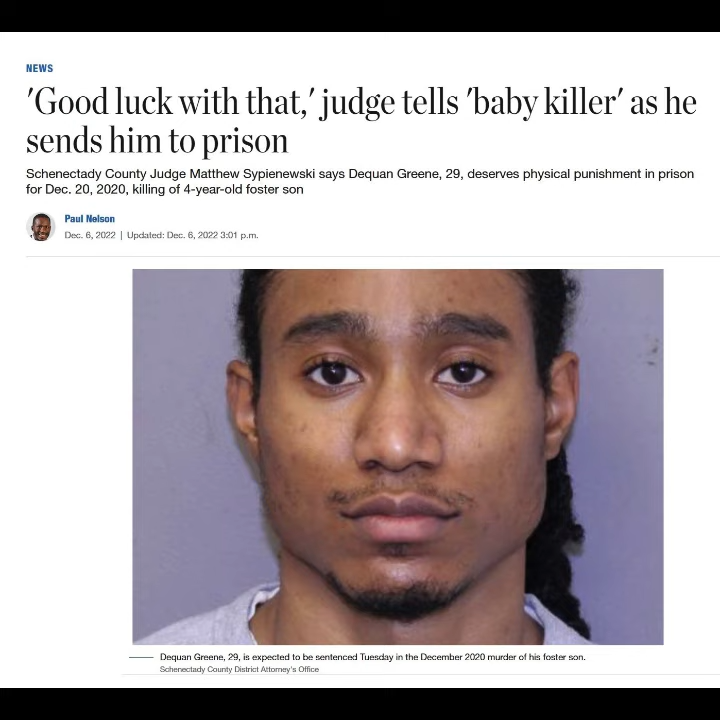 NEWS
'Good luck with that,' judge tells 'baby killer' as he
sends him to prison
Schenectady County Judge Matthew Sypienewski says Dequan Greene, 29, deserves physical punishment in prison
for Dec. 20, 2020, killing of 4-year-old foster son
Paul Nelson
Dec. 6, 2022 | Updated: Dec. 6, 2022 3:01 p.m.
Dequan Greene, 29, is expected to be sentenced Tuesday in the December 2020 murder of his foster son.
Schenectady County District Attorney's Office